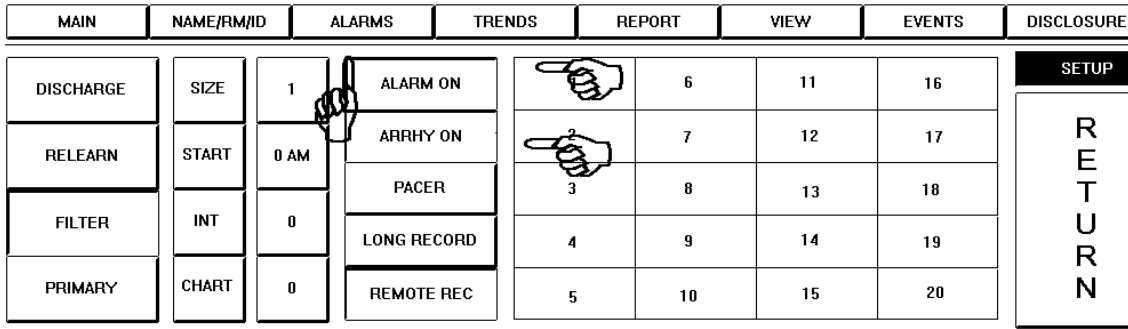 MAIN NAME/RM/ID ALARMS TRENDS REPORT VIEW EVENTS DISCLOSURE
SETUP
DISCHARGE SIZE 1 ALARM ON 6 11 16
RELEARN START 0 AM ARRHY ON 2 7 12 17
PACER 3 8 13 18
FILTER INT 0 LONG RECORD 4 9 14 19
PRIMARY CHART 0 REMOTE REC 5 10 15 20
RETURN